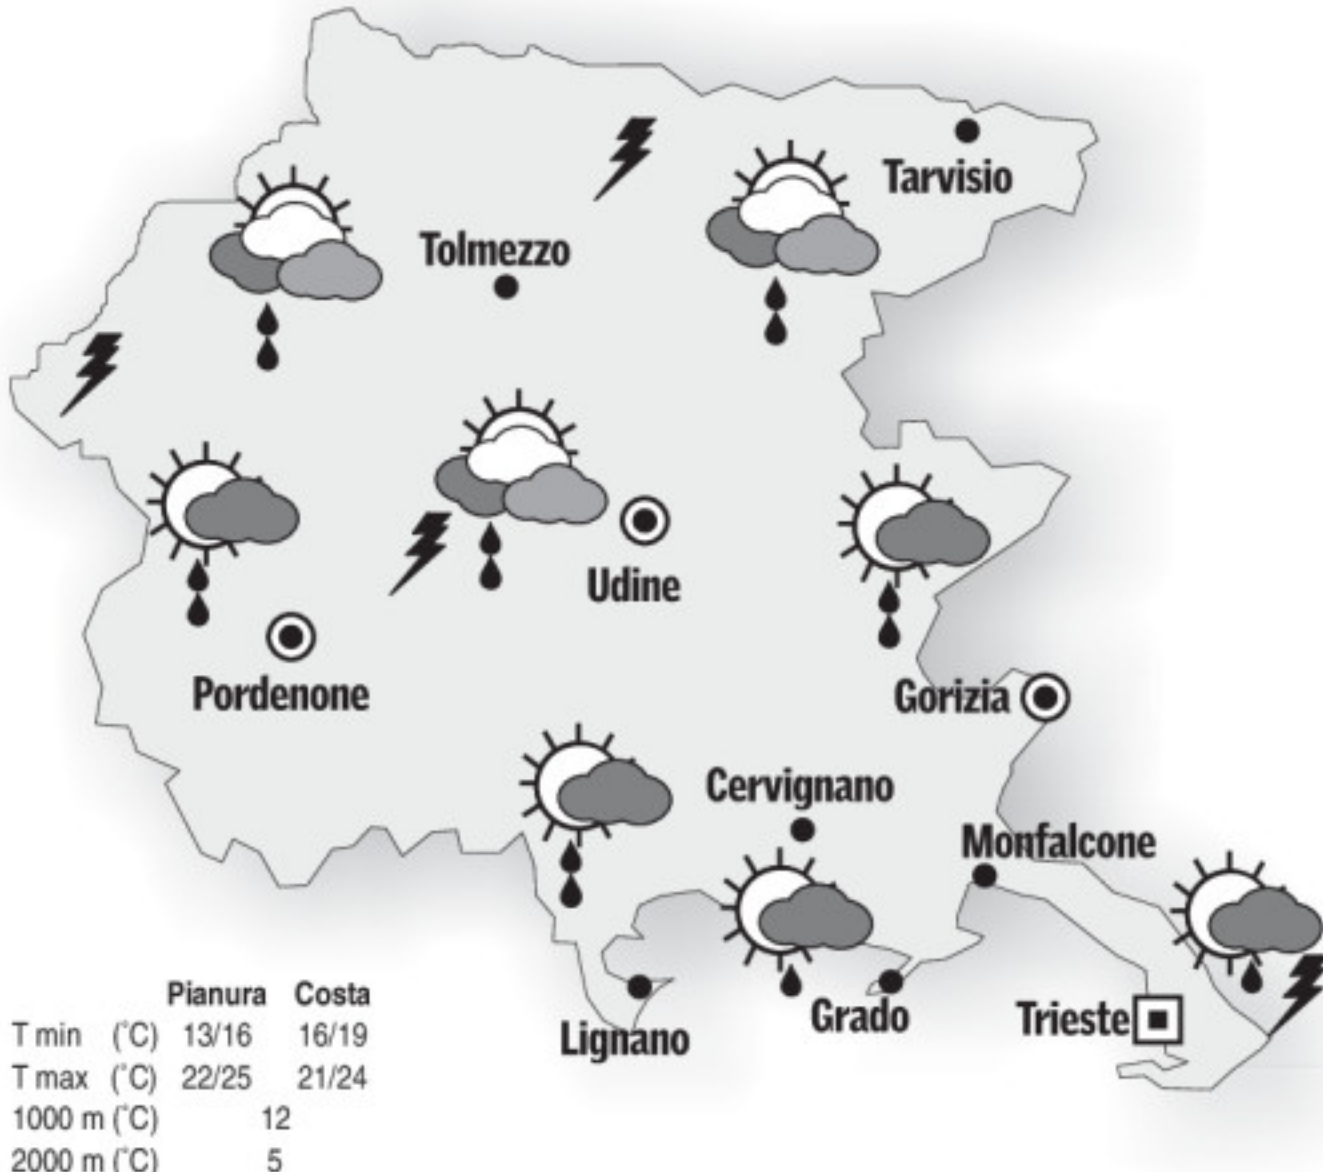 Tarvisio
Tolmezzo
Udine
Pordenone
Gorizia
Cervignano
Monfalcone
Grado
Trieste
Lignano
Pianura Costa
T min (°C) 13/16 16/19
T max (°C) 22/25 21/24
1000 m (°C) 12
2000 m (°C) 5